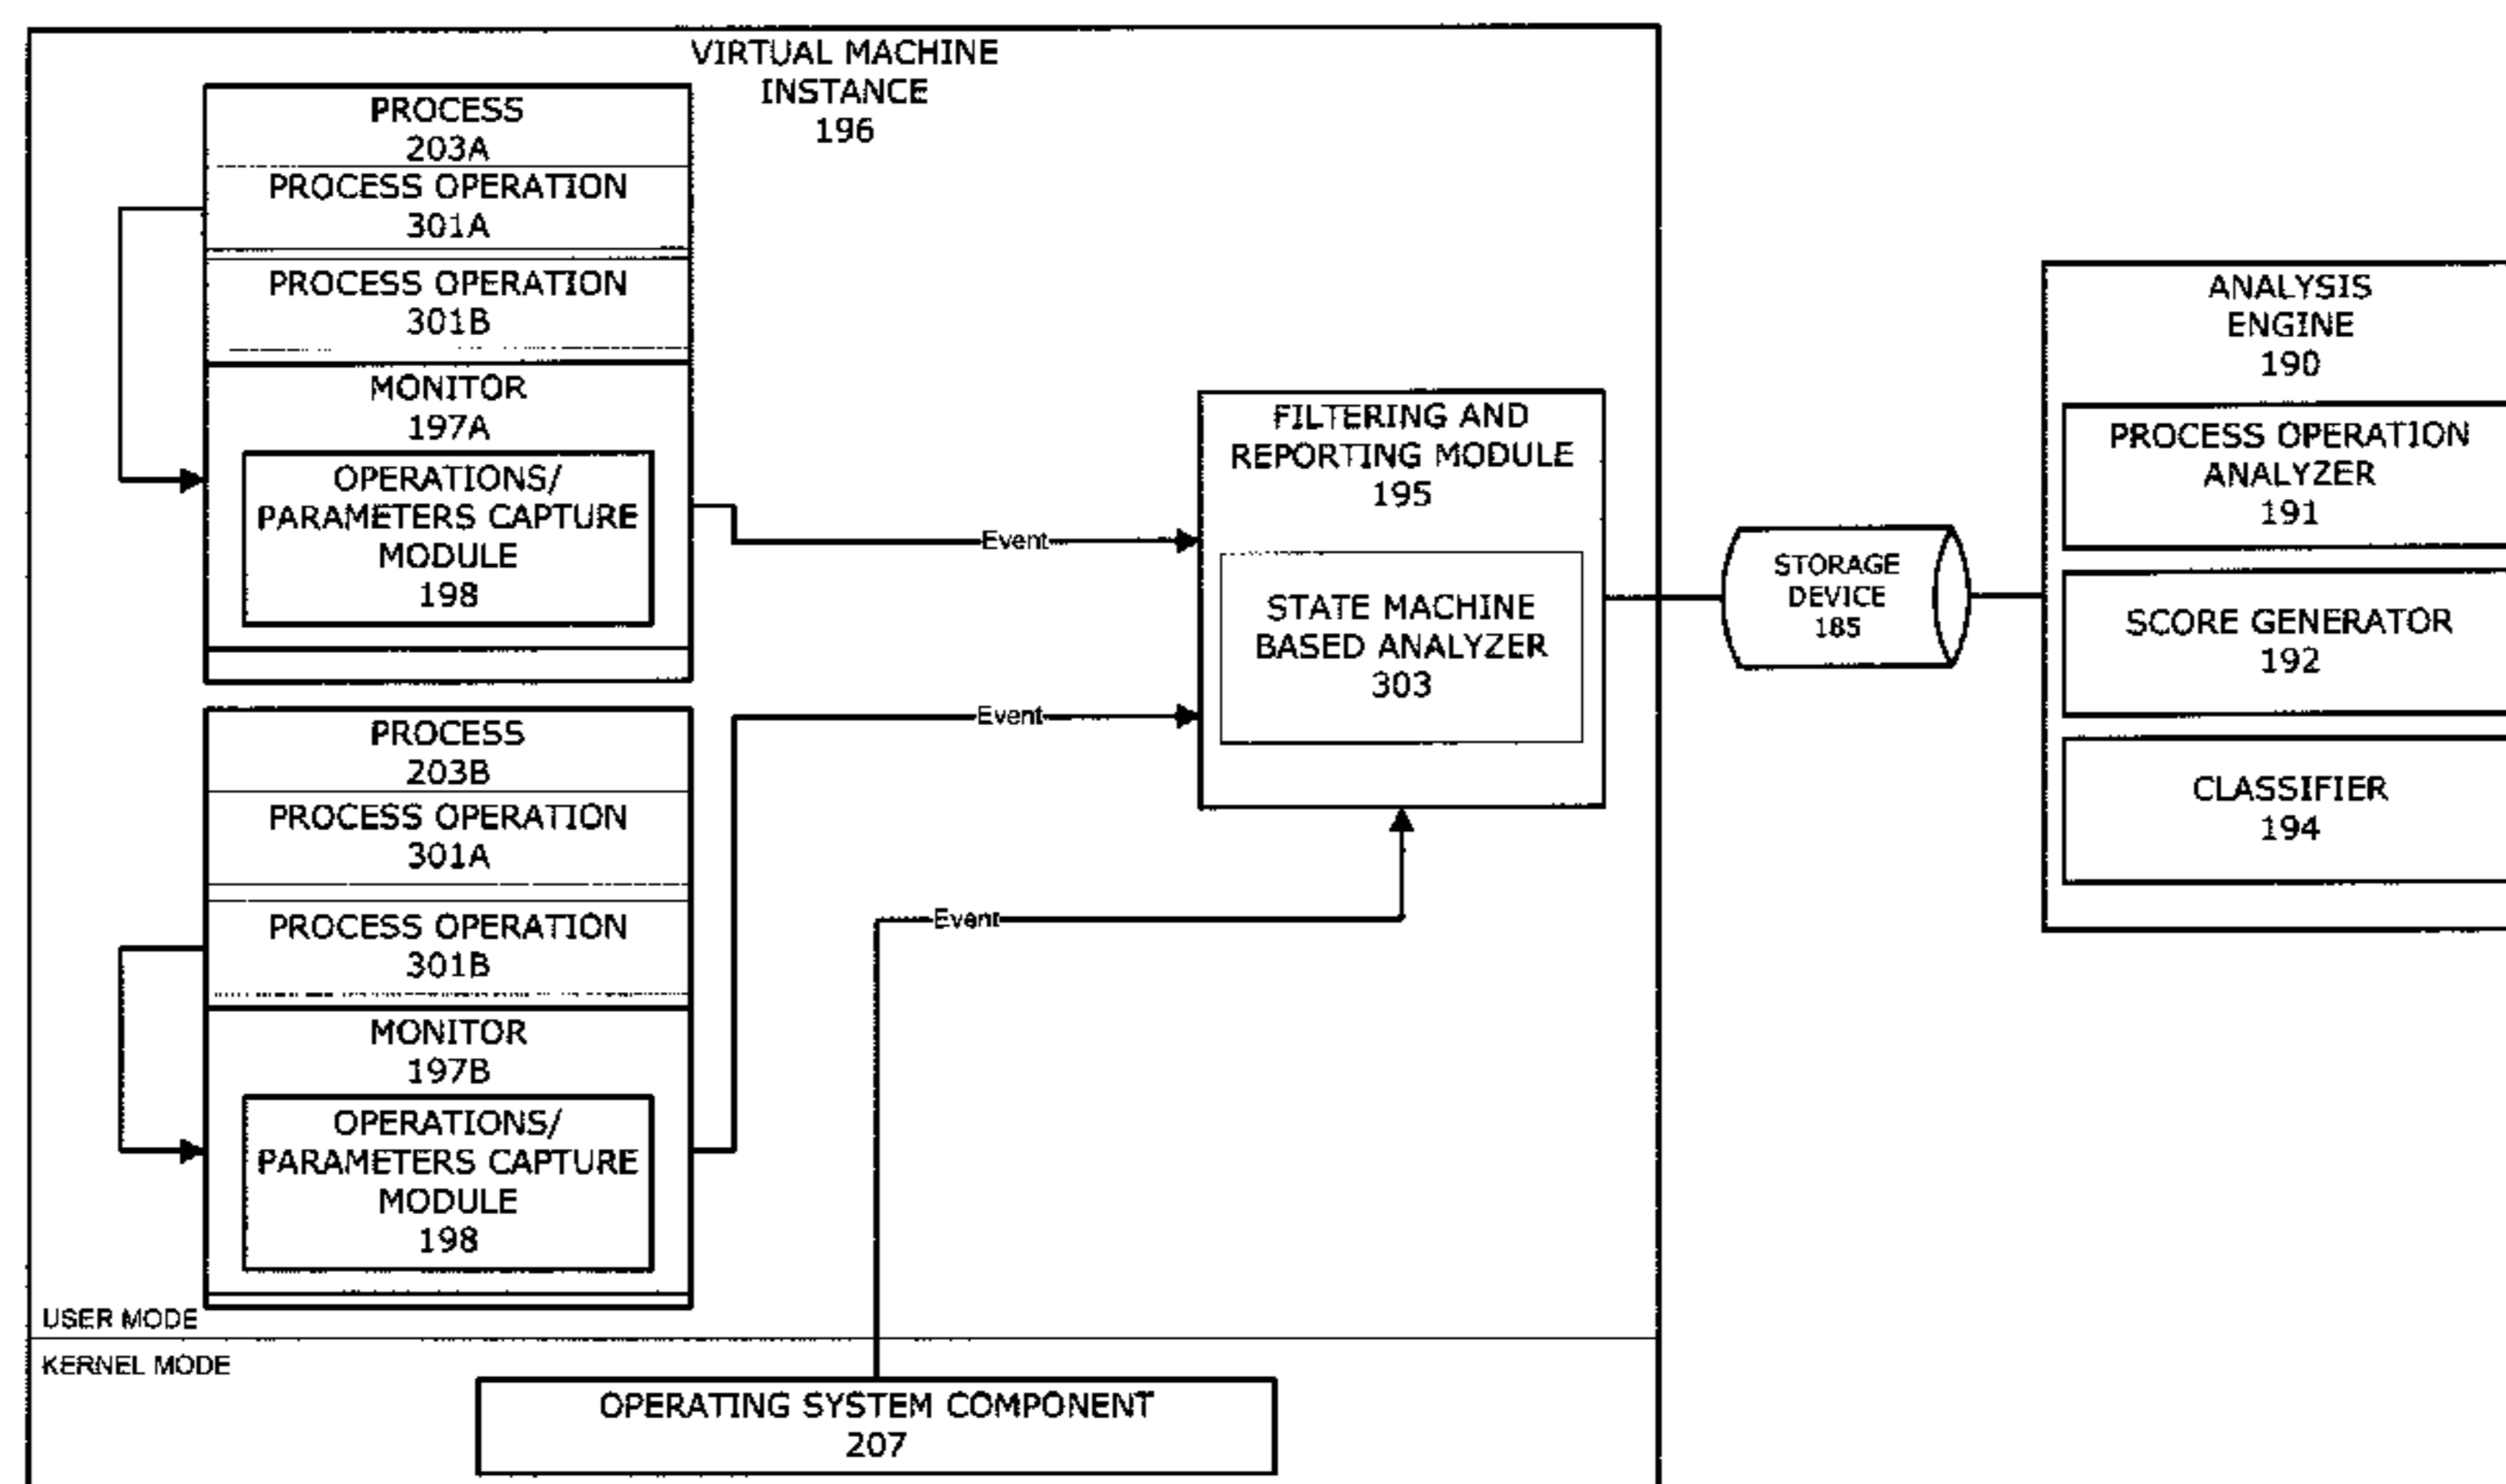 VIRTUAL MACHINE
INSTANCE
196
PROCESS
203A
PROCESS OPERATION
301A
PROCESS OPERATION
301B
MONITOR
197A
OPERATIONS/
PARAMETERS CAPTURE
MODULE
198
Event
PROCESS
203B
PROCESS OPERATION
301A
PROCESS OPERATION
301B
MONITOR
197B
OPERATIONS/
PARAMETERS CAPTURE
MODULE
198
Event
Event
FILTERING AND
REPORTING MODULE
195
STATE MACHINE
BASED ANALYZER
303
STORAGE
DEVICE
185
ANALYSIS
ENGINE
190
PROCESS OPERATION
ANALYZER
191
SCORE GENERATOR
192
CLASSIFIER
194
USER MODE
KERNEL MODE
OPERATING SYSTEM COMPONENT
207